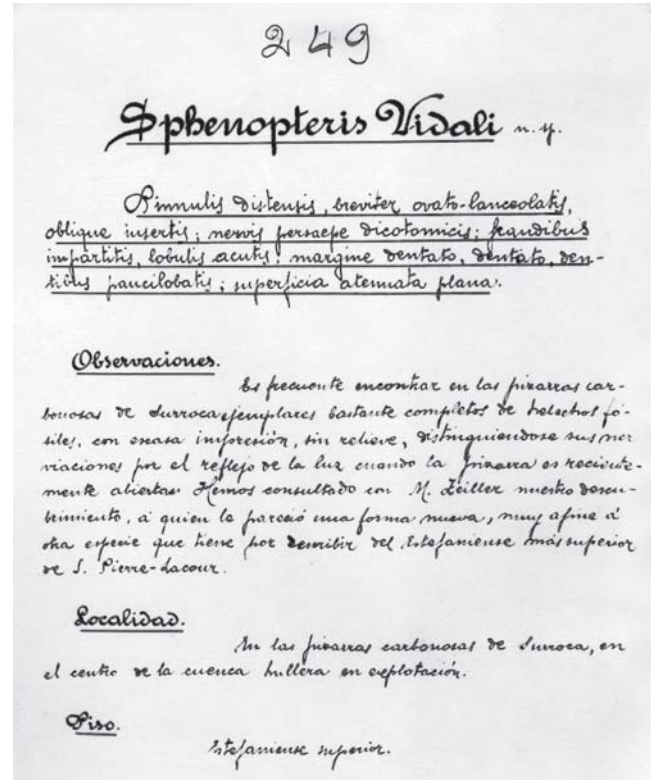 249
Sphenopteris Vidali n. sp.
Pinnulis distensis, breviter ovato-lanceolatis,
oblique insertis; nervis persaepe dicotomicis; frandibus
impartitis, lobulis acutis; margine dentato, dentato, den-
tibus paucilobatis; superficia atenuata plana.
Observaciones.
Es frecuente encontrar en las pizarras car-
bonosas de Surroca ejemplares bastante completos de helechos fó-
siles, con escasa impresión, sin relieve, distinguiendose sus ner
viaciones por el reflejo de la luz cuando la pizarra es reciente-
mente abierta. Hemos consultado con M. Zeiller nuestro descu-
brimiento, á quien le pareció una forma nueva, muy afine á
otra especie que tiene por describir del Estefaniense más superior
de S. Pierre-Lacour.
Localidad.
En las pizarras carbonosas de Surroca, en
el centro de la cuenca hullera en explotación.
Piso.
Estefaniense superior.